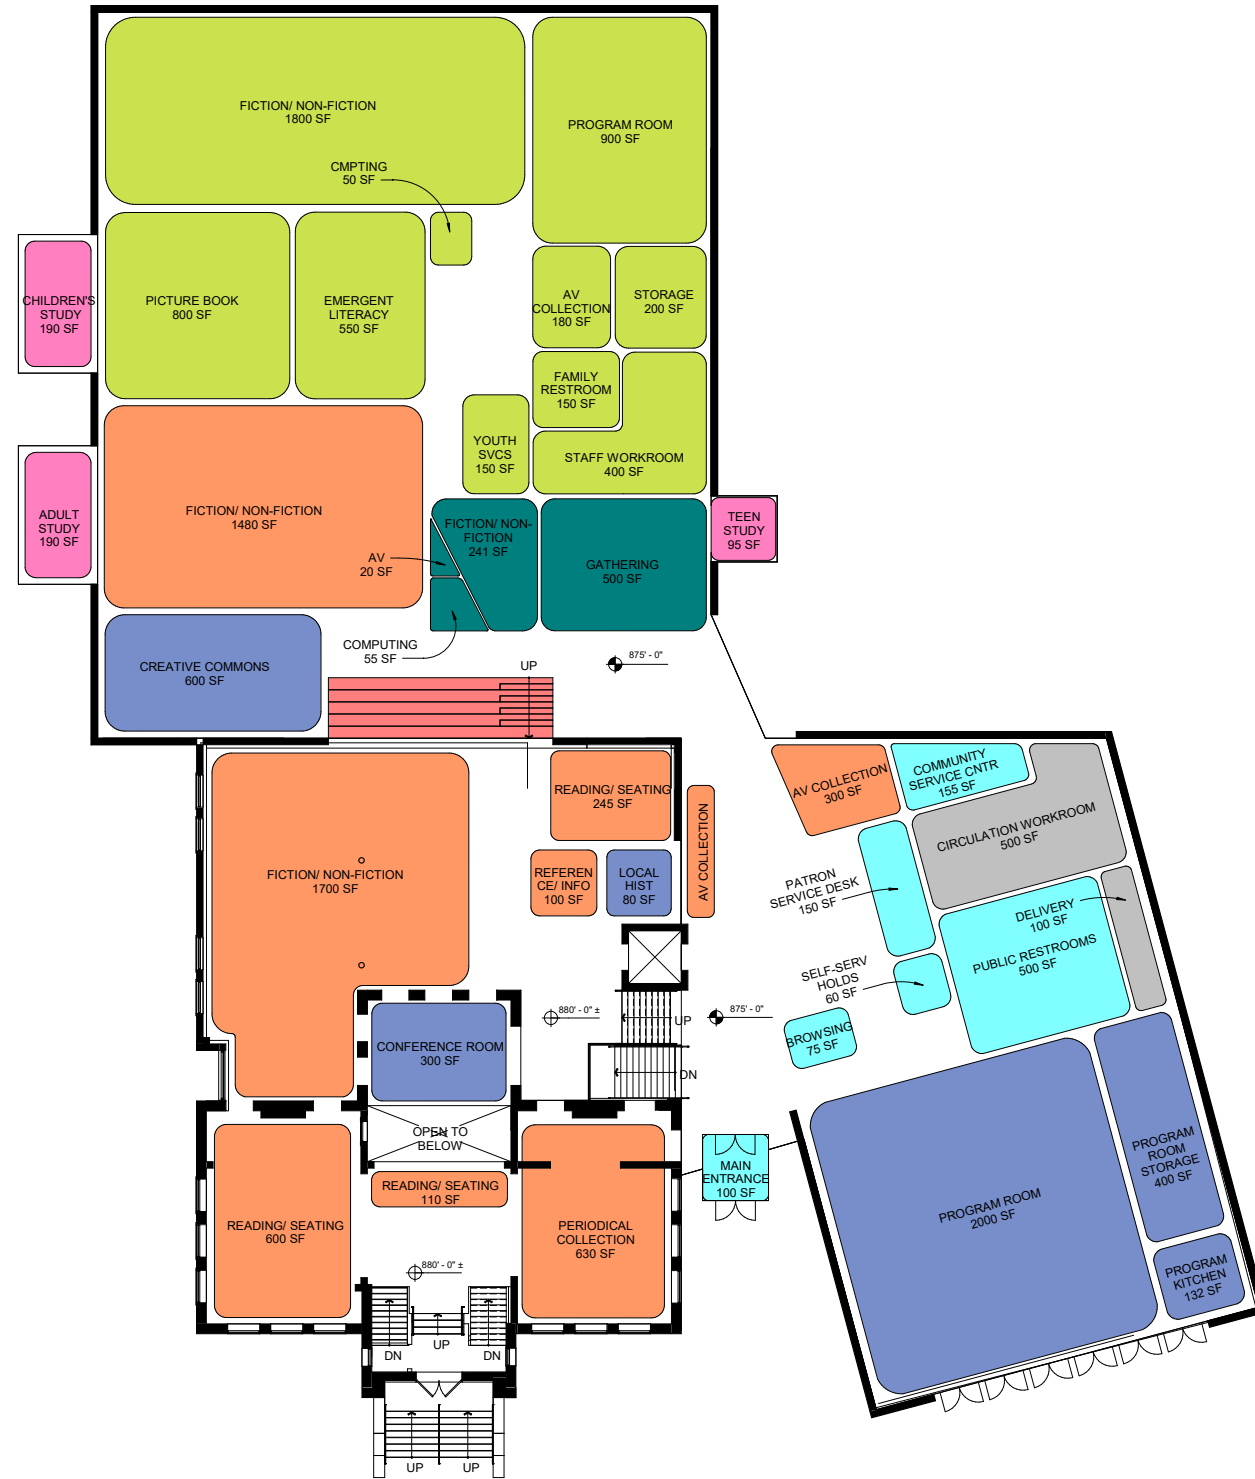 FICTION/ NON-FICTION
1800 SF
PROGRAM ROOM
900 SF
CMPTING
50 SF
CHILDREN'S
STUDY
190 SF
PICTURE BOOK
800 SF
EMERGENT
LITERACY
550 SF
AV
COLLECTION
180 SF
STORAGE
200 SF
FAMILY
RESTROOM
150 SF
YOUTH
SVCS
150 SF
STAFF WORKROOM
400 SF
ADULT
STUDY
190 SF
FICTION/ NON-FICTION
1480 SF
FICTION/ NON-
FICTION
241 SF
AV
20 SF
GATHERING
500 SF
TEEN
STUDY
95 SF
COMPUTING
55 SF
CREATIVE COMMONS
600 SF
UP
875' - 0"
READING/ SEATING
245 SF
AV COLLECTION
FICTION/ NON-FICTION
1700 SF
REFEREN
CE/ INFO
100 SF
LOCAL
HIST
80 SF
AV COLLECTION
300 SF
COMMUNITY
SERVICE CNTR
155 SF
CIRCULATION WORKROOM
500 SF
PATRON
SERVICE DESK
150 SF
DELIVERY
100 SF
PUBLIC RESTROOMS
500 SF
SELF-SERV
HOLDS
60 SF
BROWSING
75 SF
880' - 0" ±
UP
875' - 0"
CONFERENCE ROOM
300 SF
DN
OPEN TO
BELOW
MAIN
ENTRANCE
100 SF
PROGRAM
ROOM
STORAGE
400 SF
READING/ SEATING
110 SF
PROGRAM ROOM
2000 SF
READING/ SEATING
600 SF
PERIODICAL
COLLECTION
630 SF
PROGRAM
KITCHEN
132 SF
880' - 0" ±
DN
UP
DN
UP
UP